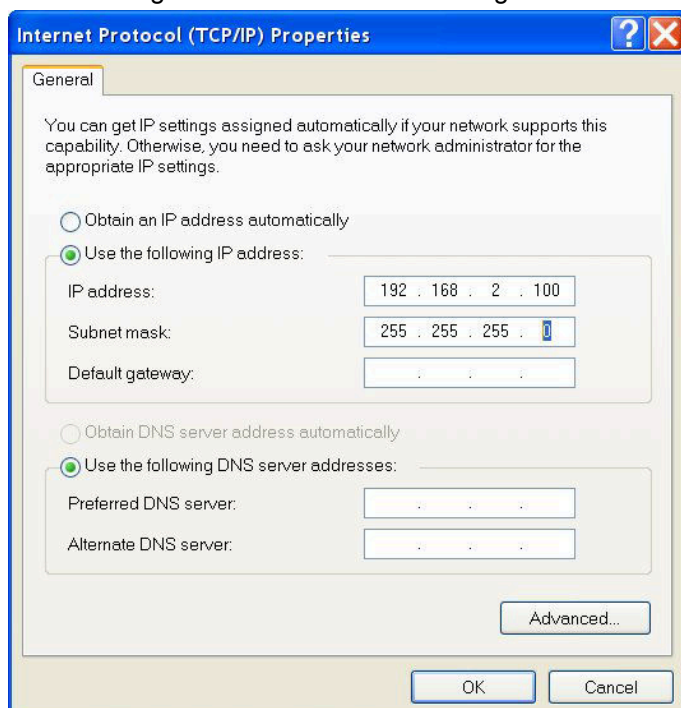 Internet Protocol (TCP/IP) Properties
General
You can get IP settings assigned automatically if your network supports this
capability. Otherwise, you need to ask your network administrator for the
appropriate IP settings.
Obtain an IP address automatically
Use the following IP address:
IP address: 192 . 168 . 2 . 100
Subnet mask: 255 . 255 . 255 . 0
Default gateway: . . .
Obtain DNS server address automatically
Use the following DNS server addresses:
Preferred DNS server: . . .
Alternate DNS server: . . .
Advanced...
OK Cancel